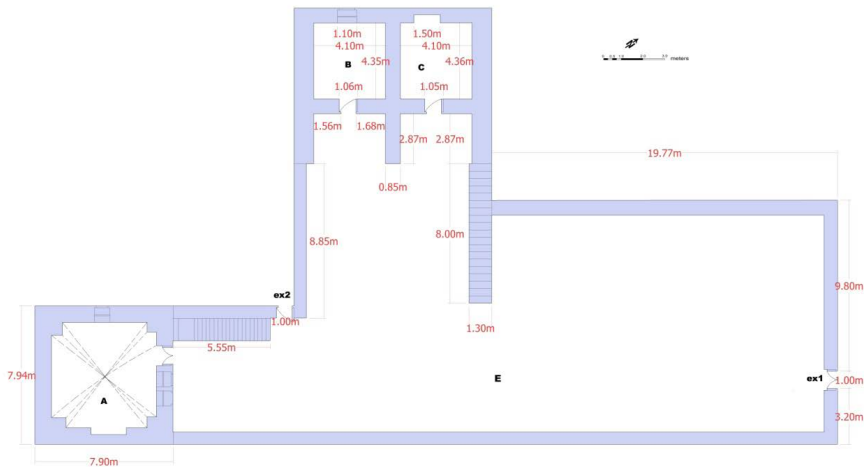 1.10m
1.50m
4.10m
4.10m
B
C
4.35m
4.36m
1.06m
1.05m
1.56m
1.68m
2.87m
2.87m
0.85m
meters
19.77m
8.85m
8.00m
9.80m
ex2
1.00m
1.30m
5.55m
7.94m
A
E
ex1
1.00m
3.20m
7.90m